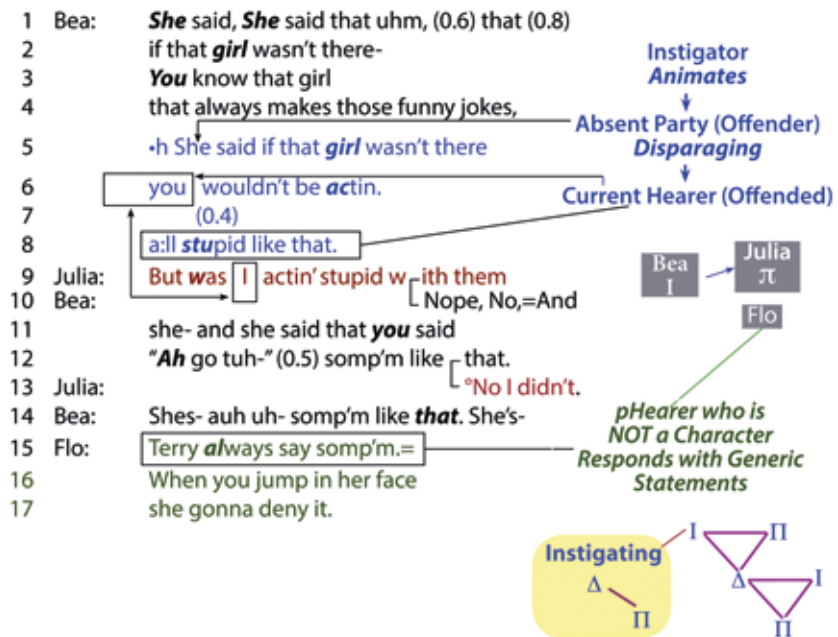 1 Bea: She said, She said that uhm, (0.6) that (0.8)
2 if that girl wasn't there-
3 You know that girl
4 that always makes those funny jokes,
5 •h She said if that girl wasn't there
6 you wouldn't be actin.
7 (0.4)
8 a:ll stupid like that.
9 Julia: But was I actin' stupid with them
10 Bea: Nope, No,=And
11 she- and she said that you said
12 "Ah go tuh-" (0.5) somp'm like that.
13 Julia: °No I didn't.
14 Bea: Shes- auh uh- somp'm like that. She's-
15 Flo: Terry always say somp'm.=
16 When you jump in her face
17 she gonna deny it.
Instigator
Animates
Absent Party (Offender)
Disparaging
Current Hearer (Offended)
Bea
I
Julia
π
Flo
pHearer who is
NOT a Character
Responds with Generic
Statements
Instigating
Δ
Π
I Π
Δ I
Π